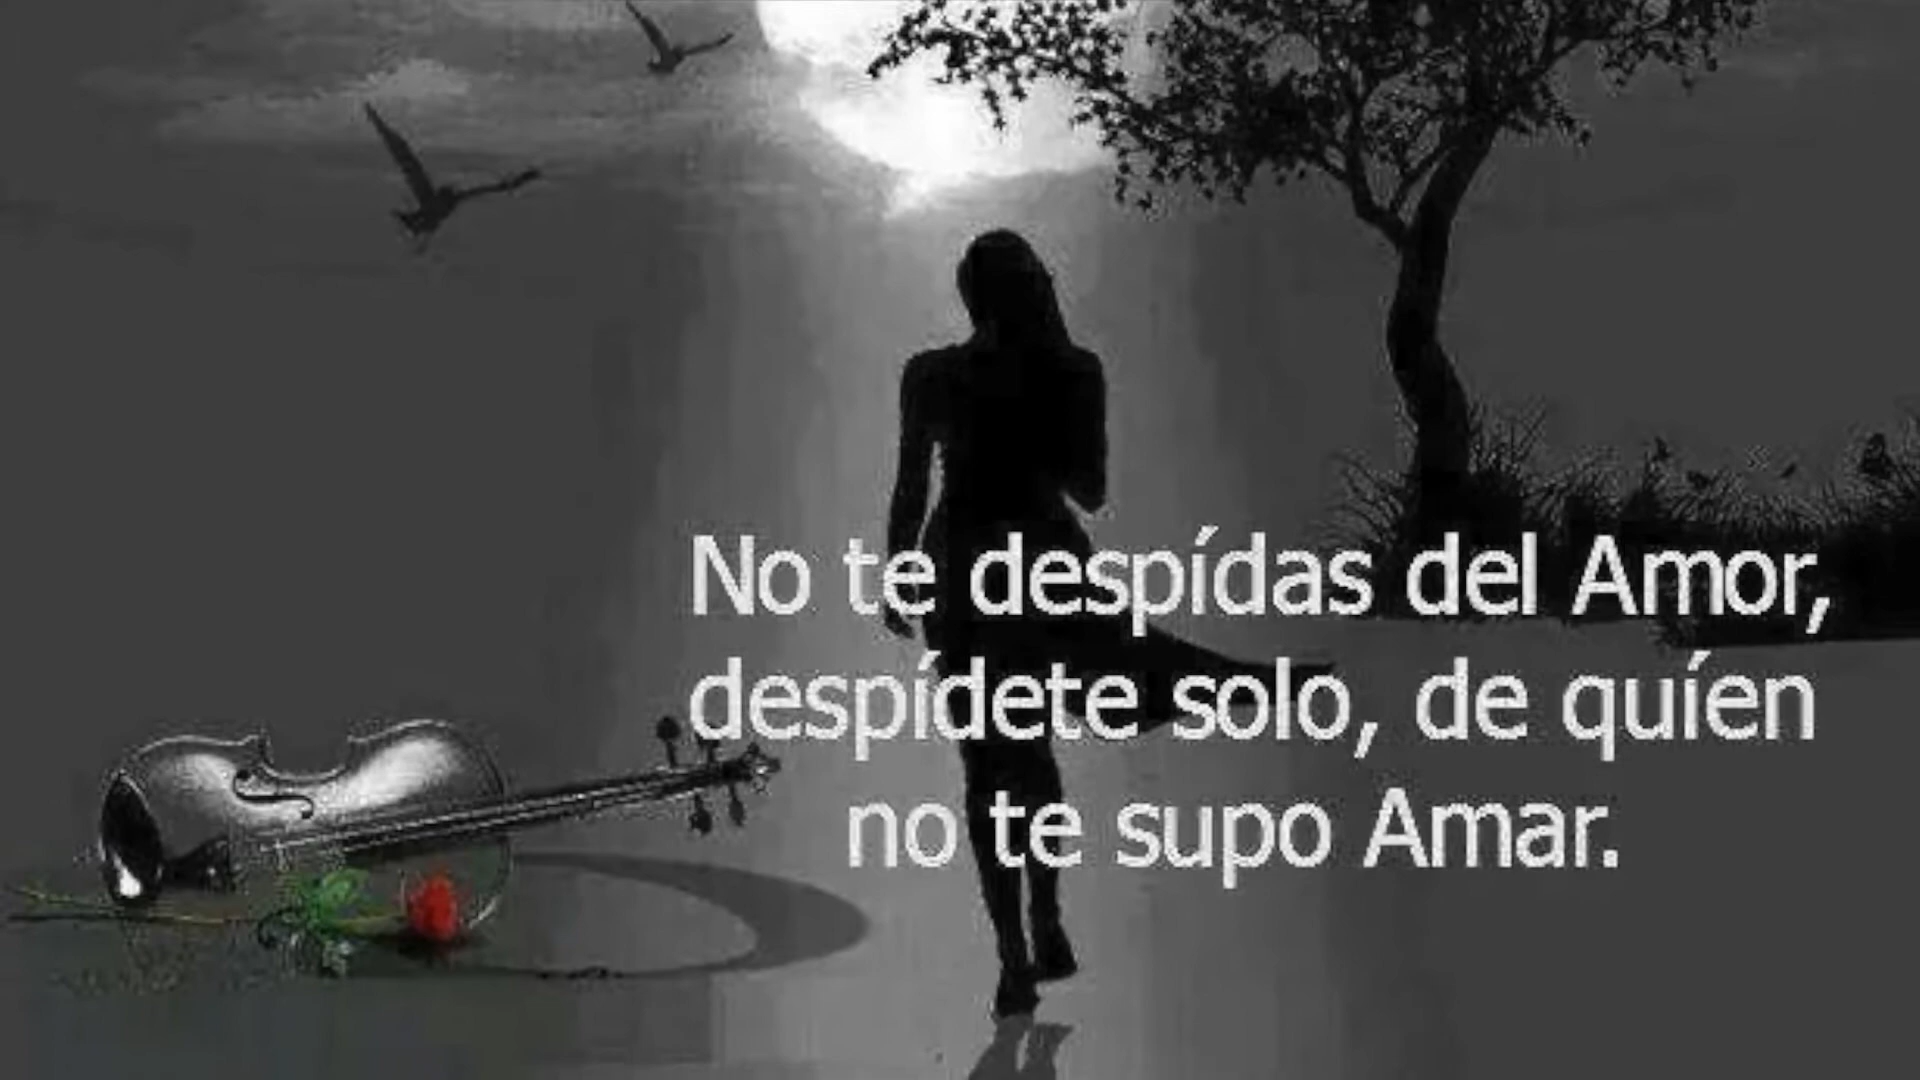 No te despídas del Amor,
despídete solo, de quíen
no te supo Amar.